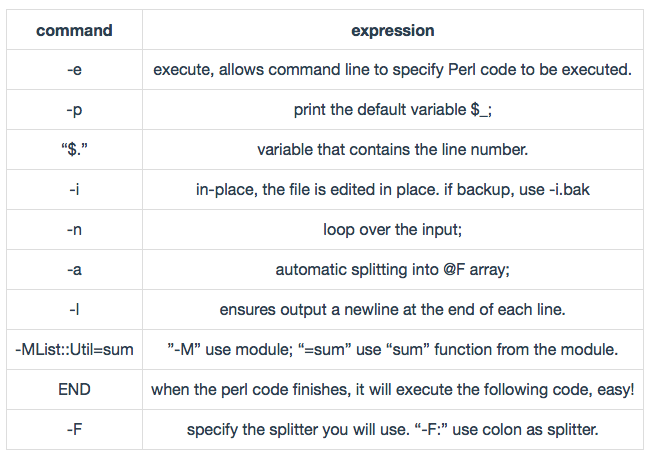 command expression
-e execute, allows command line to specify Perl code to be executed.
-p print the default variable $_;
“$.” variable that contains the line number.
-i in-place, the file is edited in place. if backup, use -i.bak
-n loop over the input;
-a automatic splitting into @F array;
-l ensures output a newline at the end of each line.
-MList::Util=sum ”-M” use module; “=sum” use “sum” function from the module.
END when the perl code finishes, it will execute the following code, easy!
-F specify the splitter you will use. “-F:” use colon as splitter.